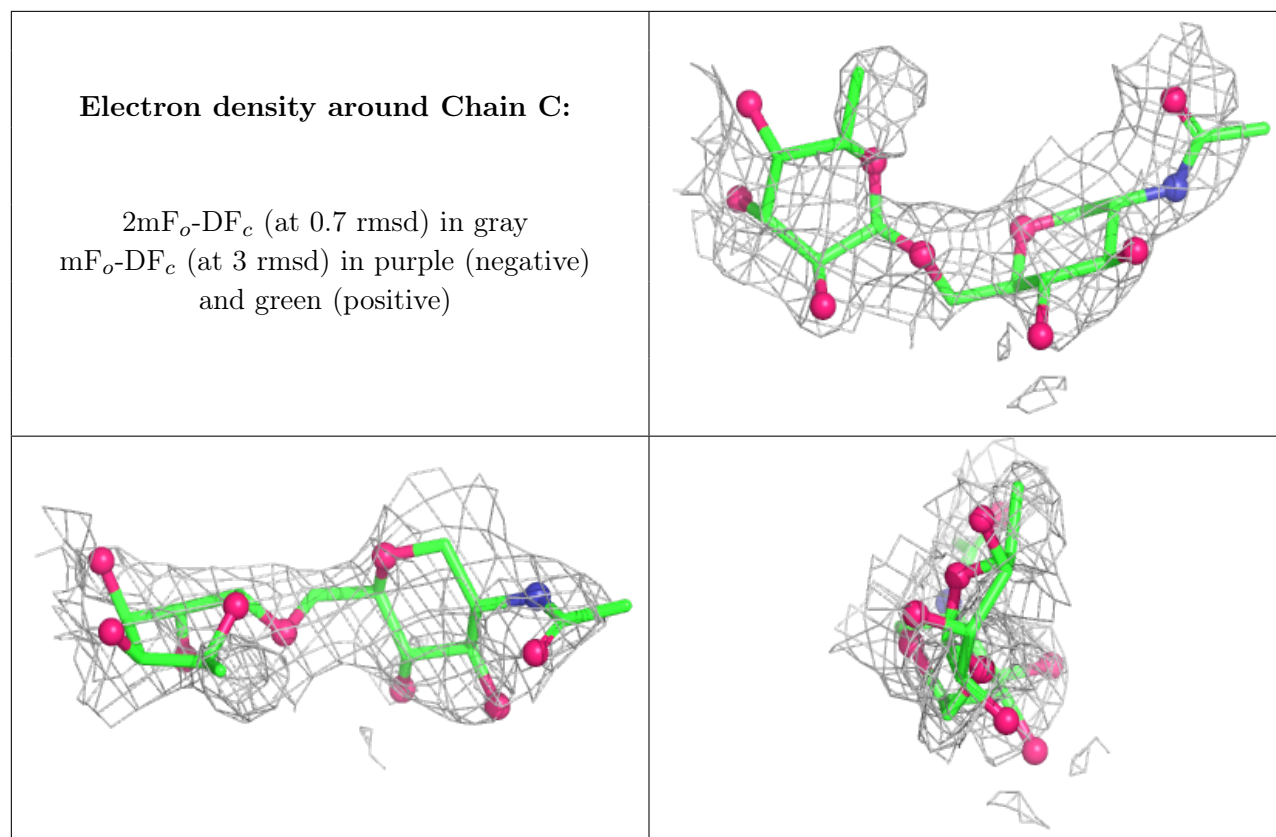 Electron density around Chain C:
2mFₒ-DF𝒸 (at 0.7 rmsd) in gray
mFₒ-DF𝒸 (at 3 rmsd) in purple (negative)
and green (positive)